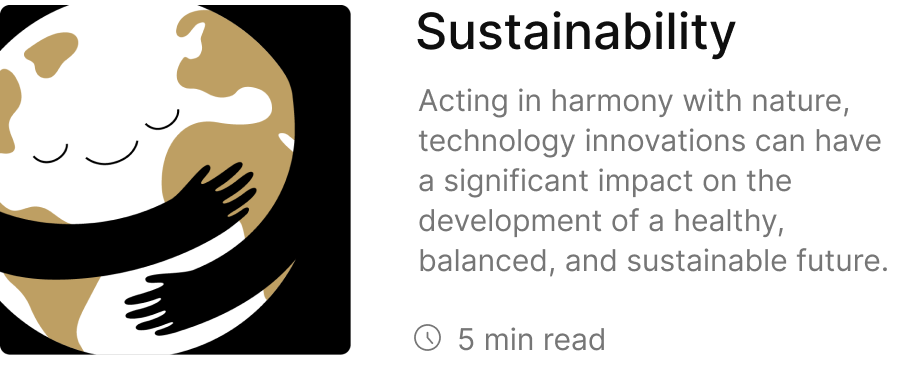 Sustainability
Acting in harmony with nature,
technology innovations can have
a significant impact on the
development of a healthy,
balanced, and sustainable future.
5 min read